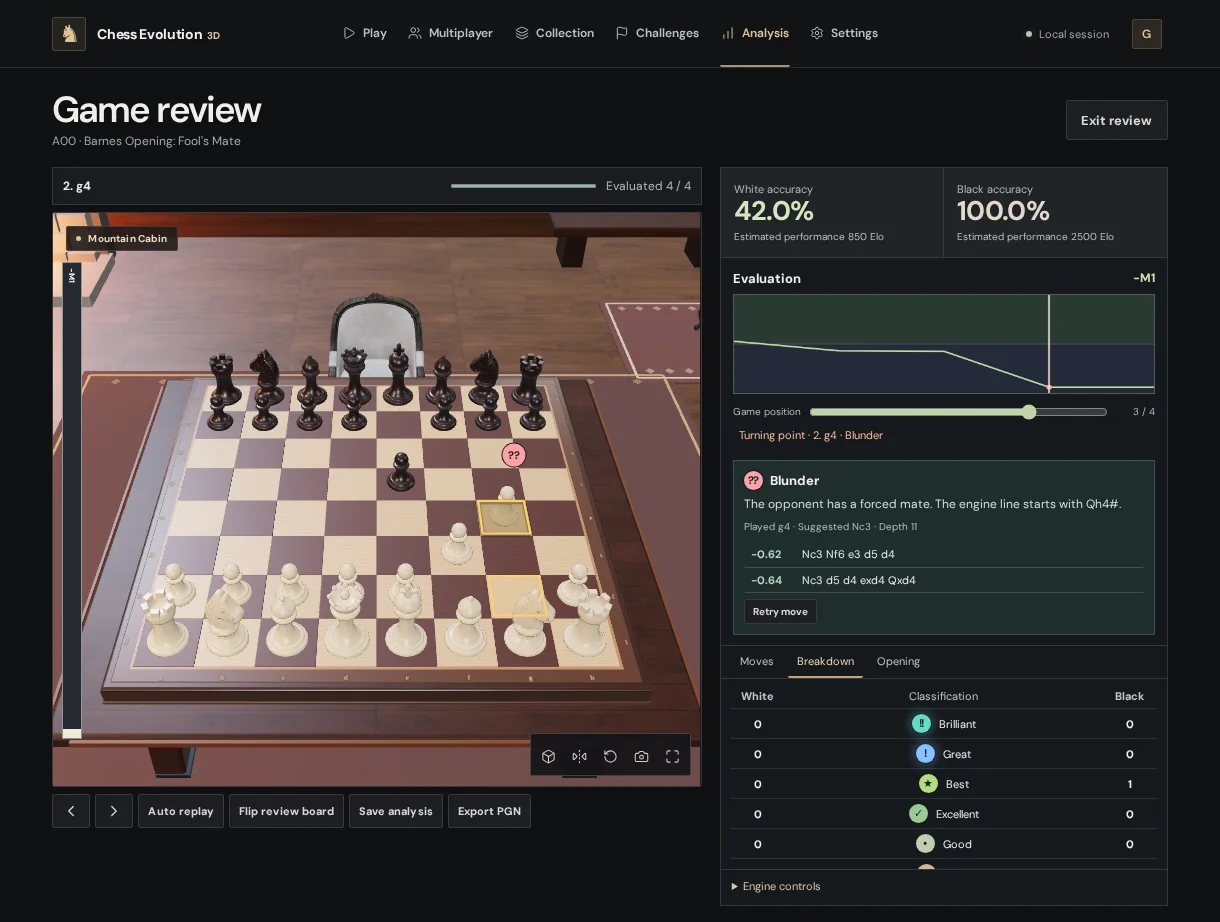 ChessEvolution 3D
Play
Multiplayer
Collection
Challenges
Analysis
Settings
Local session
G
Game review
A00 · Barnes Opening: Fool's Mate
Exit review
2. g4
Evaluated 4 / 4
Mountain Cabin
-M1
??
a b c d e f g h
Auto replay
Flip review board
Save analysis
Export PGN
White accuracy
42.0%
Estimated performance 850 Elo
Black accuracy
100.0%
Estimated performance 2500 Elo
Evaluation
-M1
Game position
3 / 4
Turning point · 2. g4 · Blunder
?? Blunder
The opponent has a forced mate. The engine line starts with Qh4#.
Played g4 · Suggested Nc3 · Depth 11
-0.62 Nc3 Nf6 e3 d5 d4
-0.64 Nc3 d5 d4 exd4 Qxd4
Retry move
Moves
Breakdown
Opening
White Classification Black
0 !! Brilliant 0
0 ! Great 0
0 Best 1
0 Excellent 0
0 Good 0
Engine controls